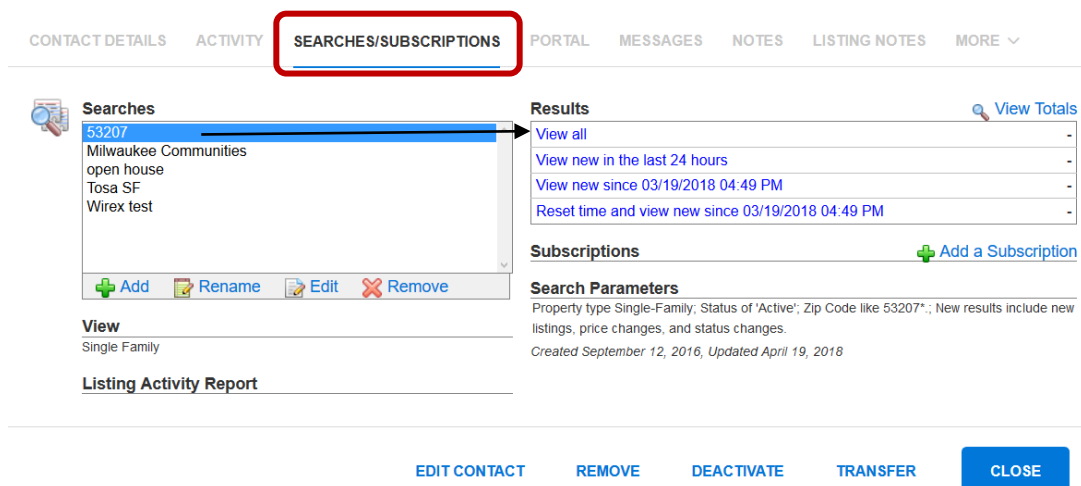 CONTACT DETAILS ACTIVITY SEARCHES/SUBSCRIPTIONS PORTAL MESSAGES NOTES LISTING NOTES MORE
Searches
53207
Milwaukee Communities
open house
Tosa SF
Wirex test
Add Rename Edit Remove
View
Single Family
Listing Activity Report
Results View Totals
View all -
View new in the last 24 hours -
View new since 03/19/2018 04:49 PM -
Reset time and view new since 03/19/2018 04:49 PM -
Subscriptions Add a Subscription
Search Parameters
Property type Single-Family; Status of 'Active'; Zip Code like 53207*.; New results include new
listings, price changes, and status changes.
Created September 12, 2016, Updated April 19, 2018
EDIT CONTACT REMOVE DEACTIVATE TRANSFER CLOSE